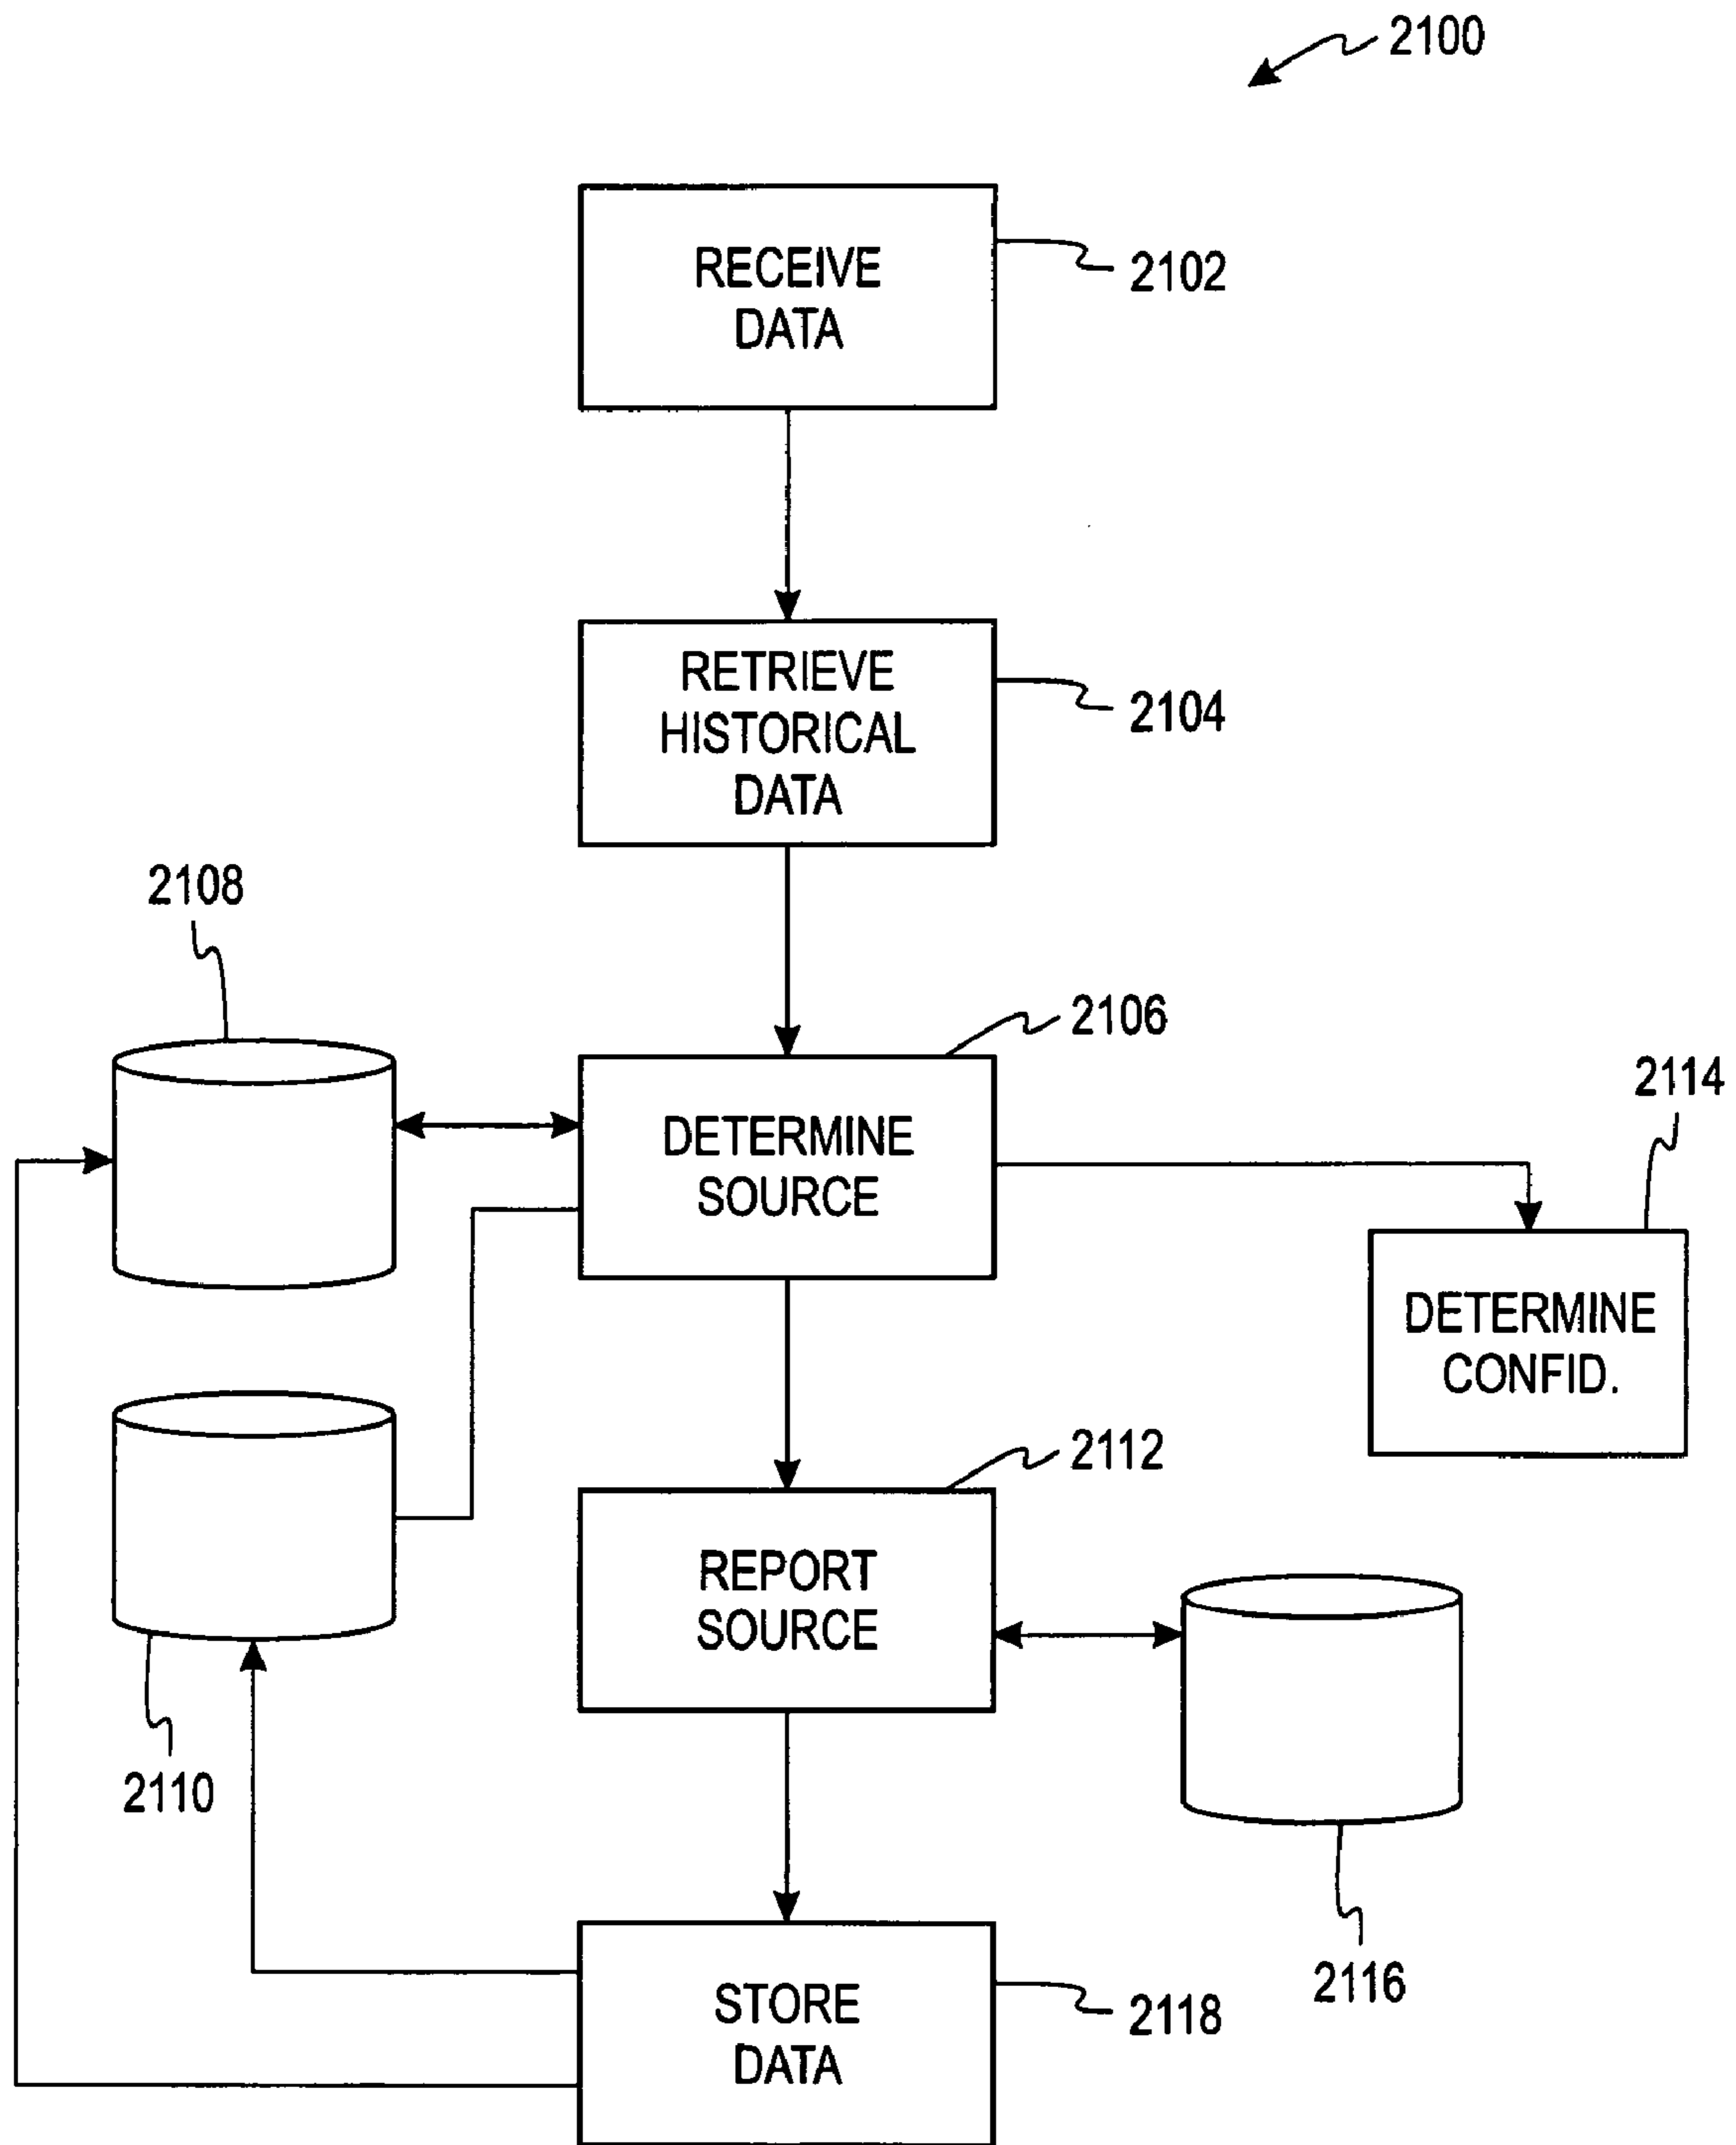 2100
RECEIVE
DATA
2102
RETRIEVE
HISTORICAL
DATA
2104
2108
2106
DETERMINE
SOURCE
2114
DETERMINE
CONFID.
2112
REPORT
SOURCE
2110
2116
STORE
DATA
2118